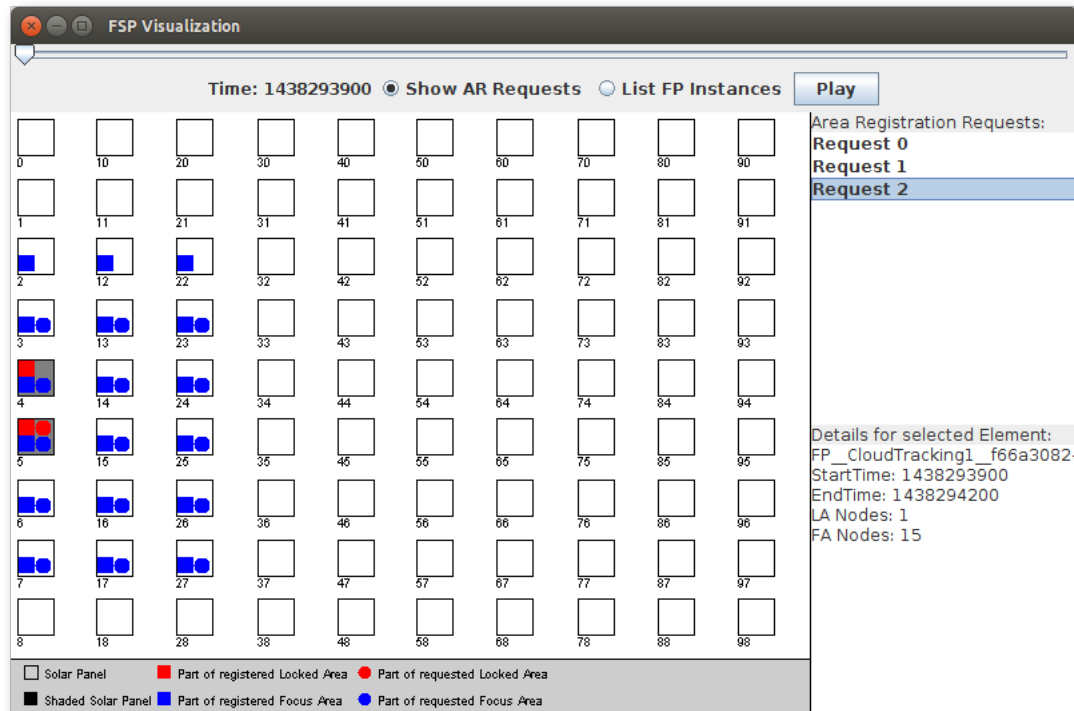 FSP Visualization
Time: 1438293900 Show AR Requests List FP Instances Play
Area Registration Requests:
Request 0
Request 1
Request 2
0 10 20 30 40 50 60 70 80 90
1 11 21 31 41 51 61 71 81 91
2 12 22 32 42 52 62 72 82 92
3 13 23 33 43 53 63 73 83 93
4 14 24 34 44 54 64 74 84 94
5 15 25 35 45 55 65 75 85 95
6 16 26 36 46 56 66 76 86 96
7 17 27 37 47 57 67 77 87 97
8 18 28 38 48 58 68 78 88 98
Details for selected Element:
FP__CloudTracking1__f66a3082-
StartTime: 1438293900
EndTime: 1438294200
LA Nodes: 1
FA Nodes: 15
Solar Panel Part of registered Locked Area Part of requested Locked Area
Shaded Solar Panel Part of registered Focus Area Part of requested Focus Area